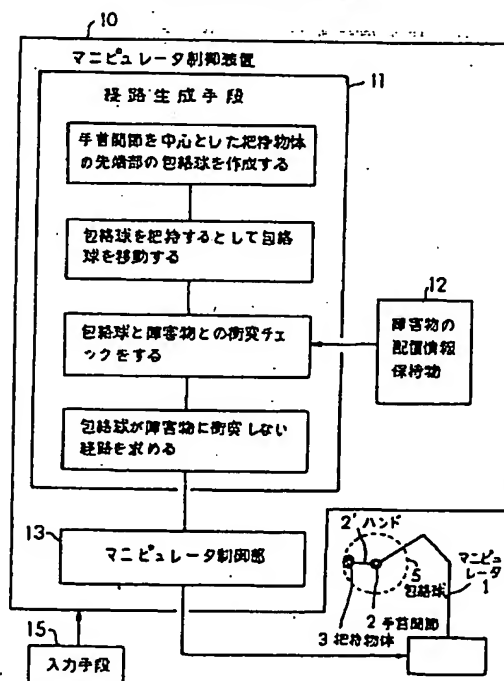 10
マニピュレータ制御装置
11
経路生成手段
手首関節を中心とした把持物体
の先端部の包絡球を作成する
包絡球を把持するとして包絡
球を移動する
12
包絡球と障害物との衝突チェ
ックをする
障害物の
配置情報
保持物
包絡球が障害物に衝突しない
経路を求める
13
マニピュレータ制御部
2'ハンド
5
包絡球
マニピュ
レータ
1
2 手首関節
3 把持物体
15
入力手段